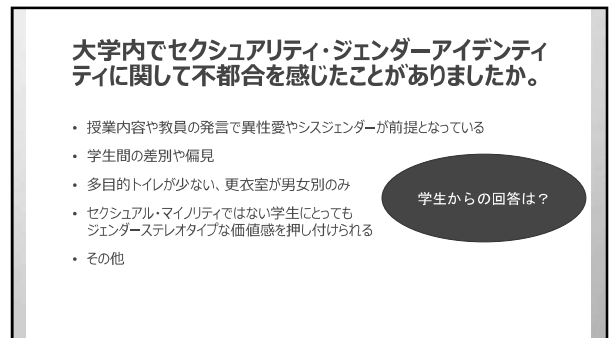 大学内でセクシュアリティ・ジェンダーアイデンティ
ティに関して不都合を感じたことがありましたか。
• 授業内容や教員の発言で異性愛やシスジェンダーが前提となっている
• 学生間の差別や偏見
• 多目的トイレが少ない、更衣室が男女別のみ
• セクシュアル・マイノリティではない学生にとっても
ジェンダーステレオタイプな価値感を押し付けられる
• その他
学生からの回答は？